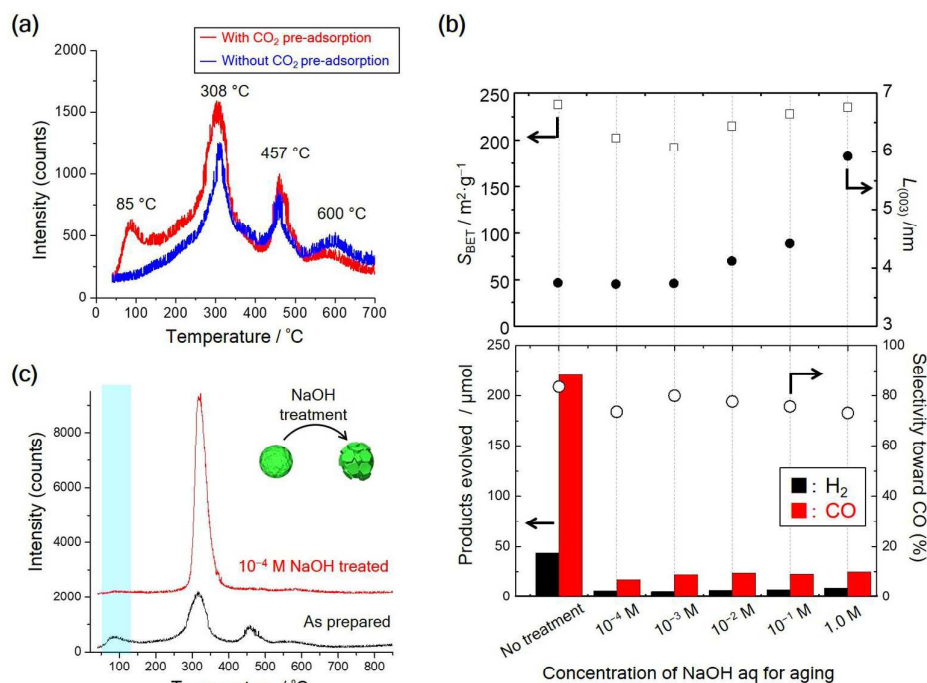 (a)
With CO₂ pre-adsorption
Without CO₂ pre-adsorption
2000
1500
1000
500
0
Intensity (counts)
85 °C
308 °C
457 °C
600 °C
0 100 200 300 400 500 600 700
Temperature / °C
(b)
250
200
150
100
50
0
S_BET / m²·g⁻¹
7
6
5
4
3
L₍₀₀₃₎ /nm
250
200
150
100
50
0
Products evolved / μmol
100
80
60
40
20
0
Selectivity toward CO (%)
: H₂
: CO
No treatment 10⁻⁴ M 10⁻³ M 10⁻² M 10⁻¹ M 1.0 M
Concentration of NaOH aq for aging
(c)
8000
6000
4000
2000
0
Intensity (counts)
NaOH
treatment
10⁻⁴ M NaOH treated
As prepared
100 200 300 400 500 600 700 800